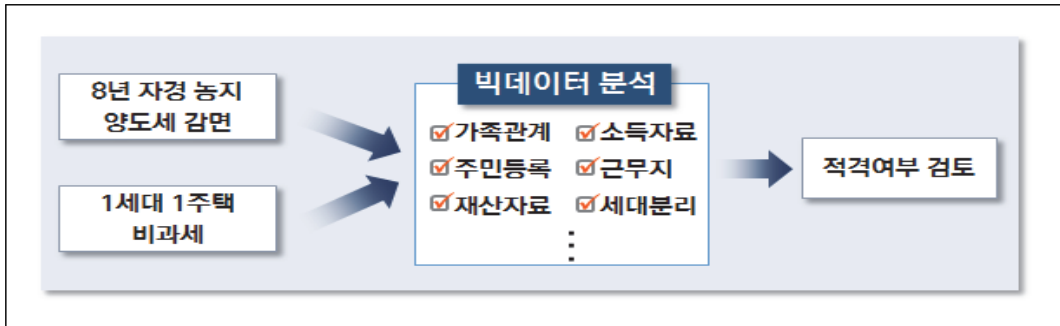 8년 자경 농지
양도세 감면
1세대 1주택
비과세
빅데이터 분석
가족관계 소득자료
주민등록 근무지
재산자료 세대분리
적격여부 검토